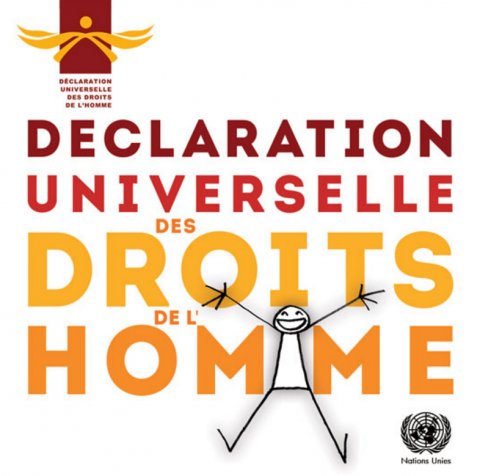 DÉCLARATION
UNIVERSELLE
DES DROITS
DE L'HOMME
DECLARATION
UNIVERSELLE
DES
DROITS
DE L'
HOMME
Nations Unies